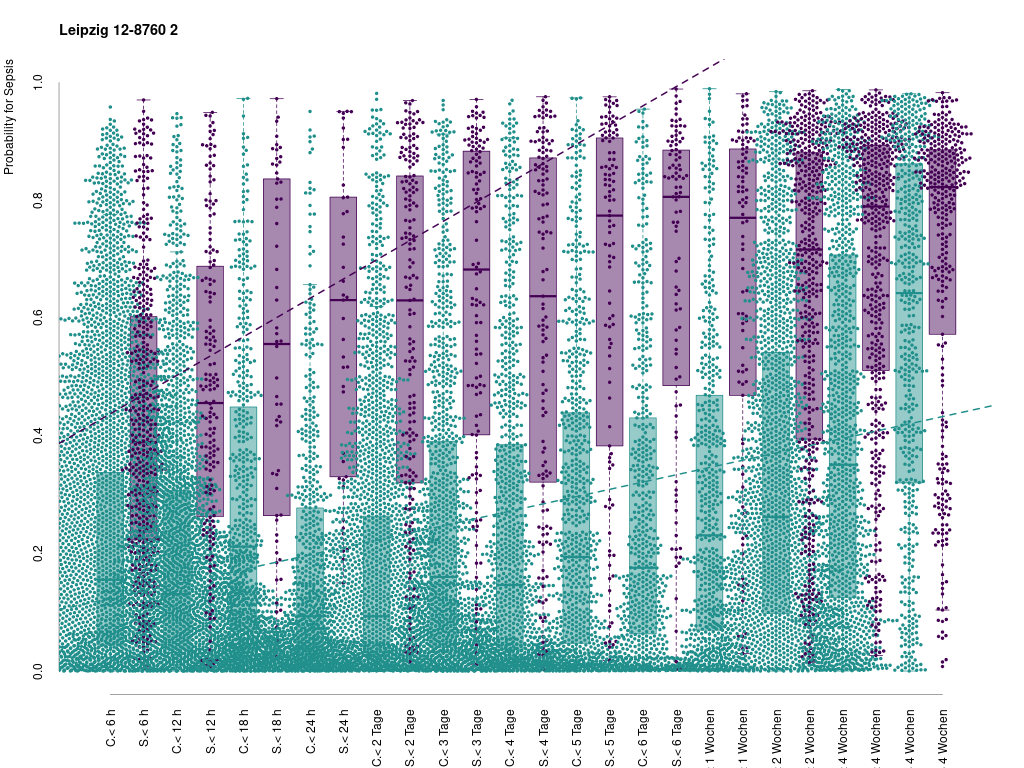 Leipzig 12-8760 2
Probability for Sepsis
1.0
0.8
0.6
0.4
0.2
0.0
C.< 6 h
S.< 6 h
C.< 12 h
S.< 12 h
C.< 18 h
S.< 18 h
C.< 24 h
S.< 24 h
C.< 2 Tage
S.< 2 Tage
C.< 3 Tage
S.< 3 Tage
C.< 4 Tage
S.< 4 Tage
C.< 5 Tage
S.< 5 Tage
C.< 6 Tage
S.< 6 Tage
1 Wochen
1 Wochen
2 Wochen
2 Wochen
4 Wochen
4 Wochen
4 Wochen
4 Wochen